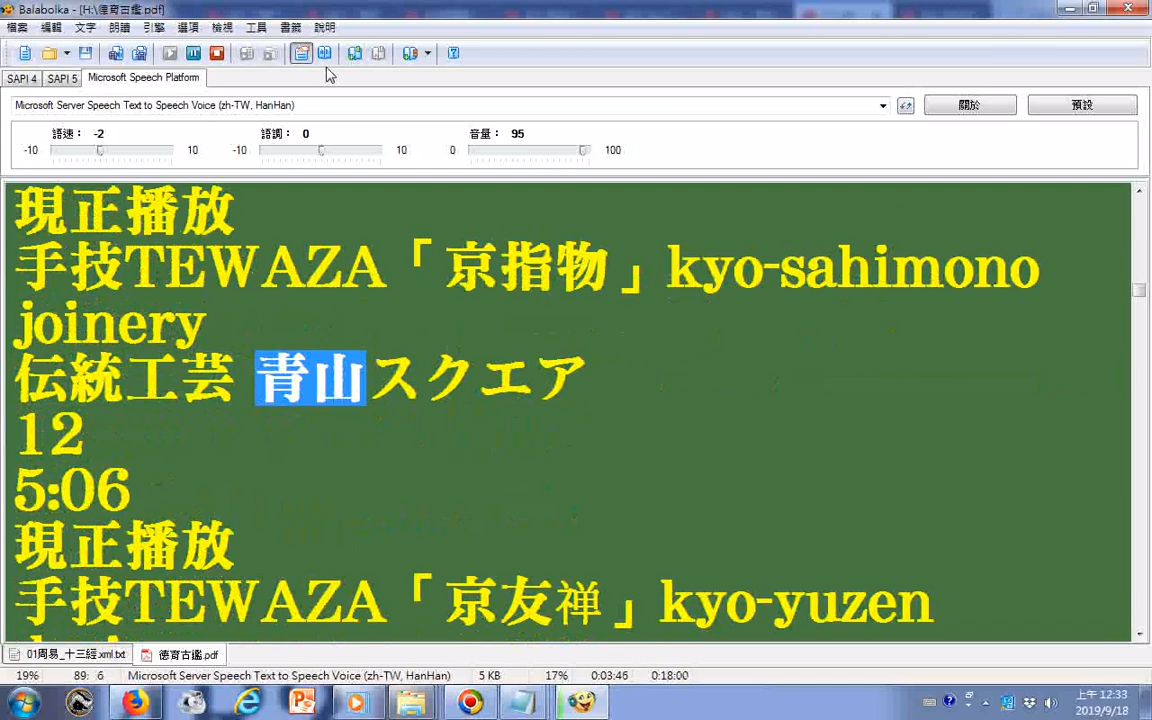 Balabolka - [H:\德育古鑑.pdf]
檔案 編輯 文字 朗讀 引擎 選項 檢視 工具 書籤 說明
SAPI 4 SAPI 5 Microsoft Speech Platform
Microsoft Server Speech Text to Speech Voice (zh-TW, HanHan) 關於 預設
語速: -2 語調: 0 音量: 95
-10 10 -10 10 0 100
現正播放
手技TEWAZA「京指物」kyo-sahimono
joinery
伝統工芸 青山スクエア
12
5:06
現正播放
手技TEWAZA「京友禅」kyo-yuzen
01周易_十三經.xml.txt 德育古鑑.pdf
19% 89: 6 Microsoft Server Speech Text to Speech Voice (zh-TW, HanHan) 5 KB 17% 0:03:46 0:18:00
上午 12:33
2019/9/18